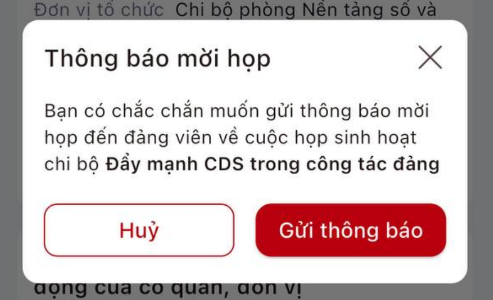 Đơn vị tổ chức Chi bộ phòng Nền tảng số và
Thông báo mời họp
Bạn có chắc chắn muốn gửi thông báo mời
họp đến đảng viên về cuộc họp sinh hoạt
chi bộ Đẩy mạnh CDS trong công tác đảng
Huỷ
Gửi thông báo
động của cơ quan, đơn vị